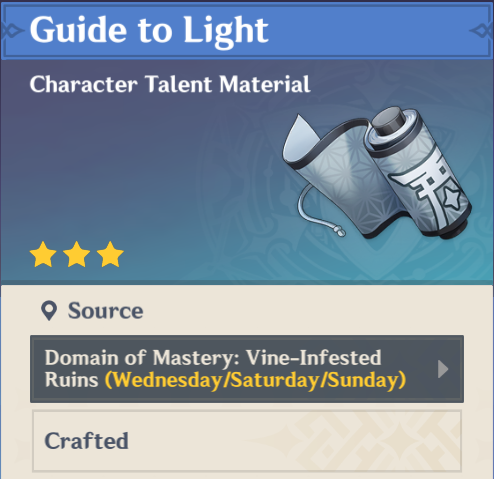 Guide to Light
Character Talent Material
Source
Domain of Mastery: Vine-Infested
Ruins (Wednesday/Saturday/Sunday)
Crafted